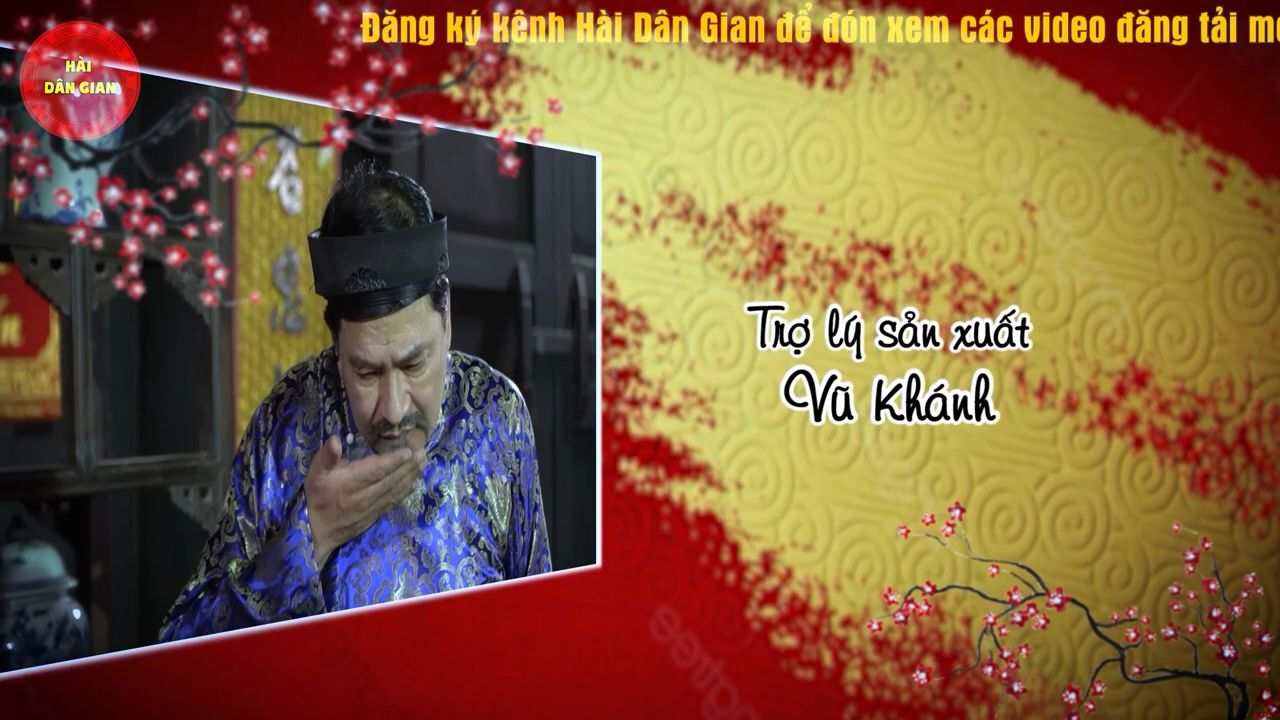 Đăng ký kênh Hài Dân Gian để đón xem các video đăng tải
HÀI
DÂN GIAN
Trợ lý sản xuất
Vũ Khánh